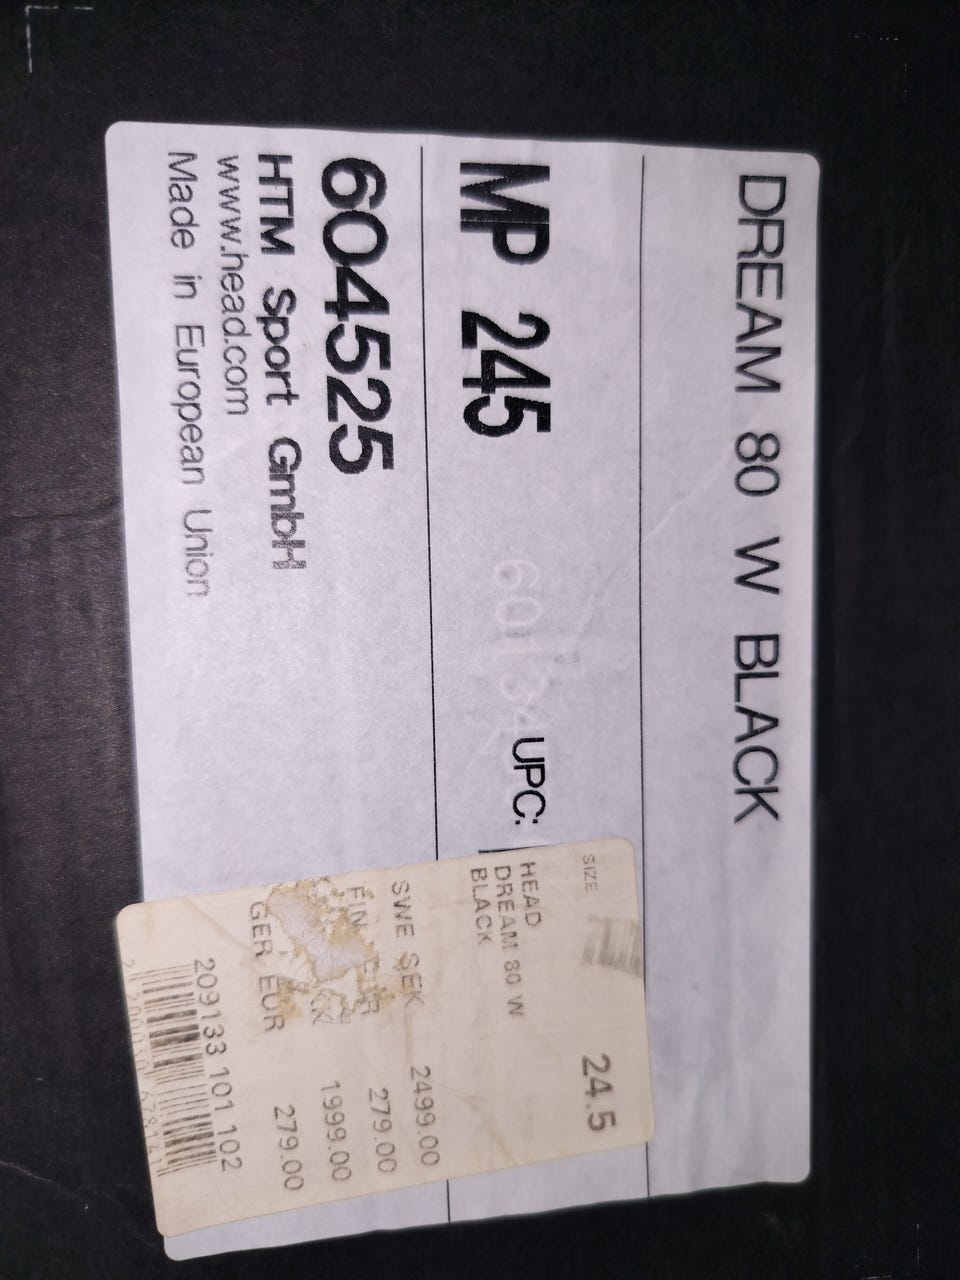 DREAM 80 W BLACK
MP 245
UPC:
604525
HTM Sport GmbH
www.head.com
Made in European Union
SIZE 24.5
HEAD
DREAM 80 W
BLACK
SWE SEK 2499.00
FIN 279.00
1999.00
GER EUR 279.00
209133 101 102